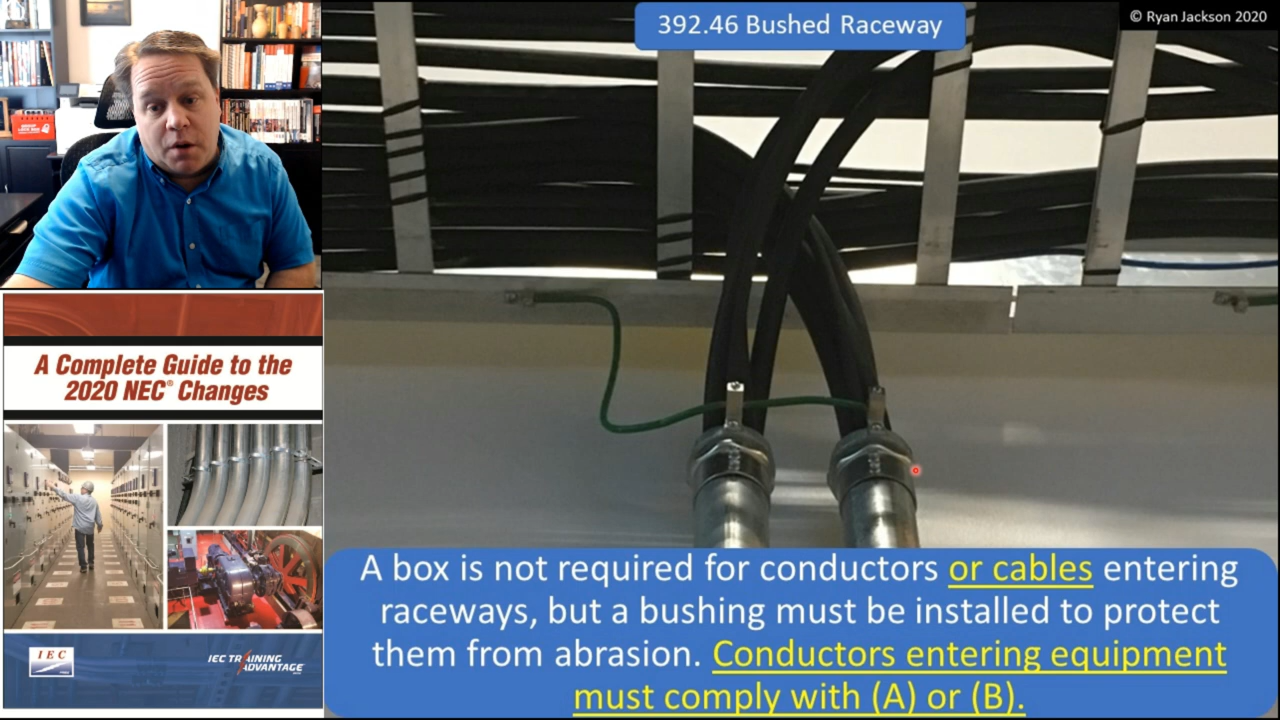 392.46 Bushed Raceway
© Ryan Jackson 2020
A Complete Guide to the
2020 NEC® Changes
IEC
IEC TRAINING
ADVANTAGE
A box is not required for conductors or cables entering
raceways, but a bushing must be installed to protect
them from abrasion. Conductors entering equipment
must comply with (A) or (B).